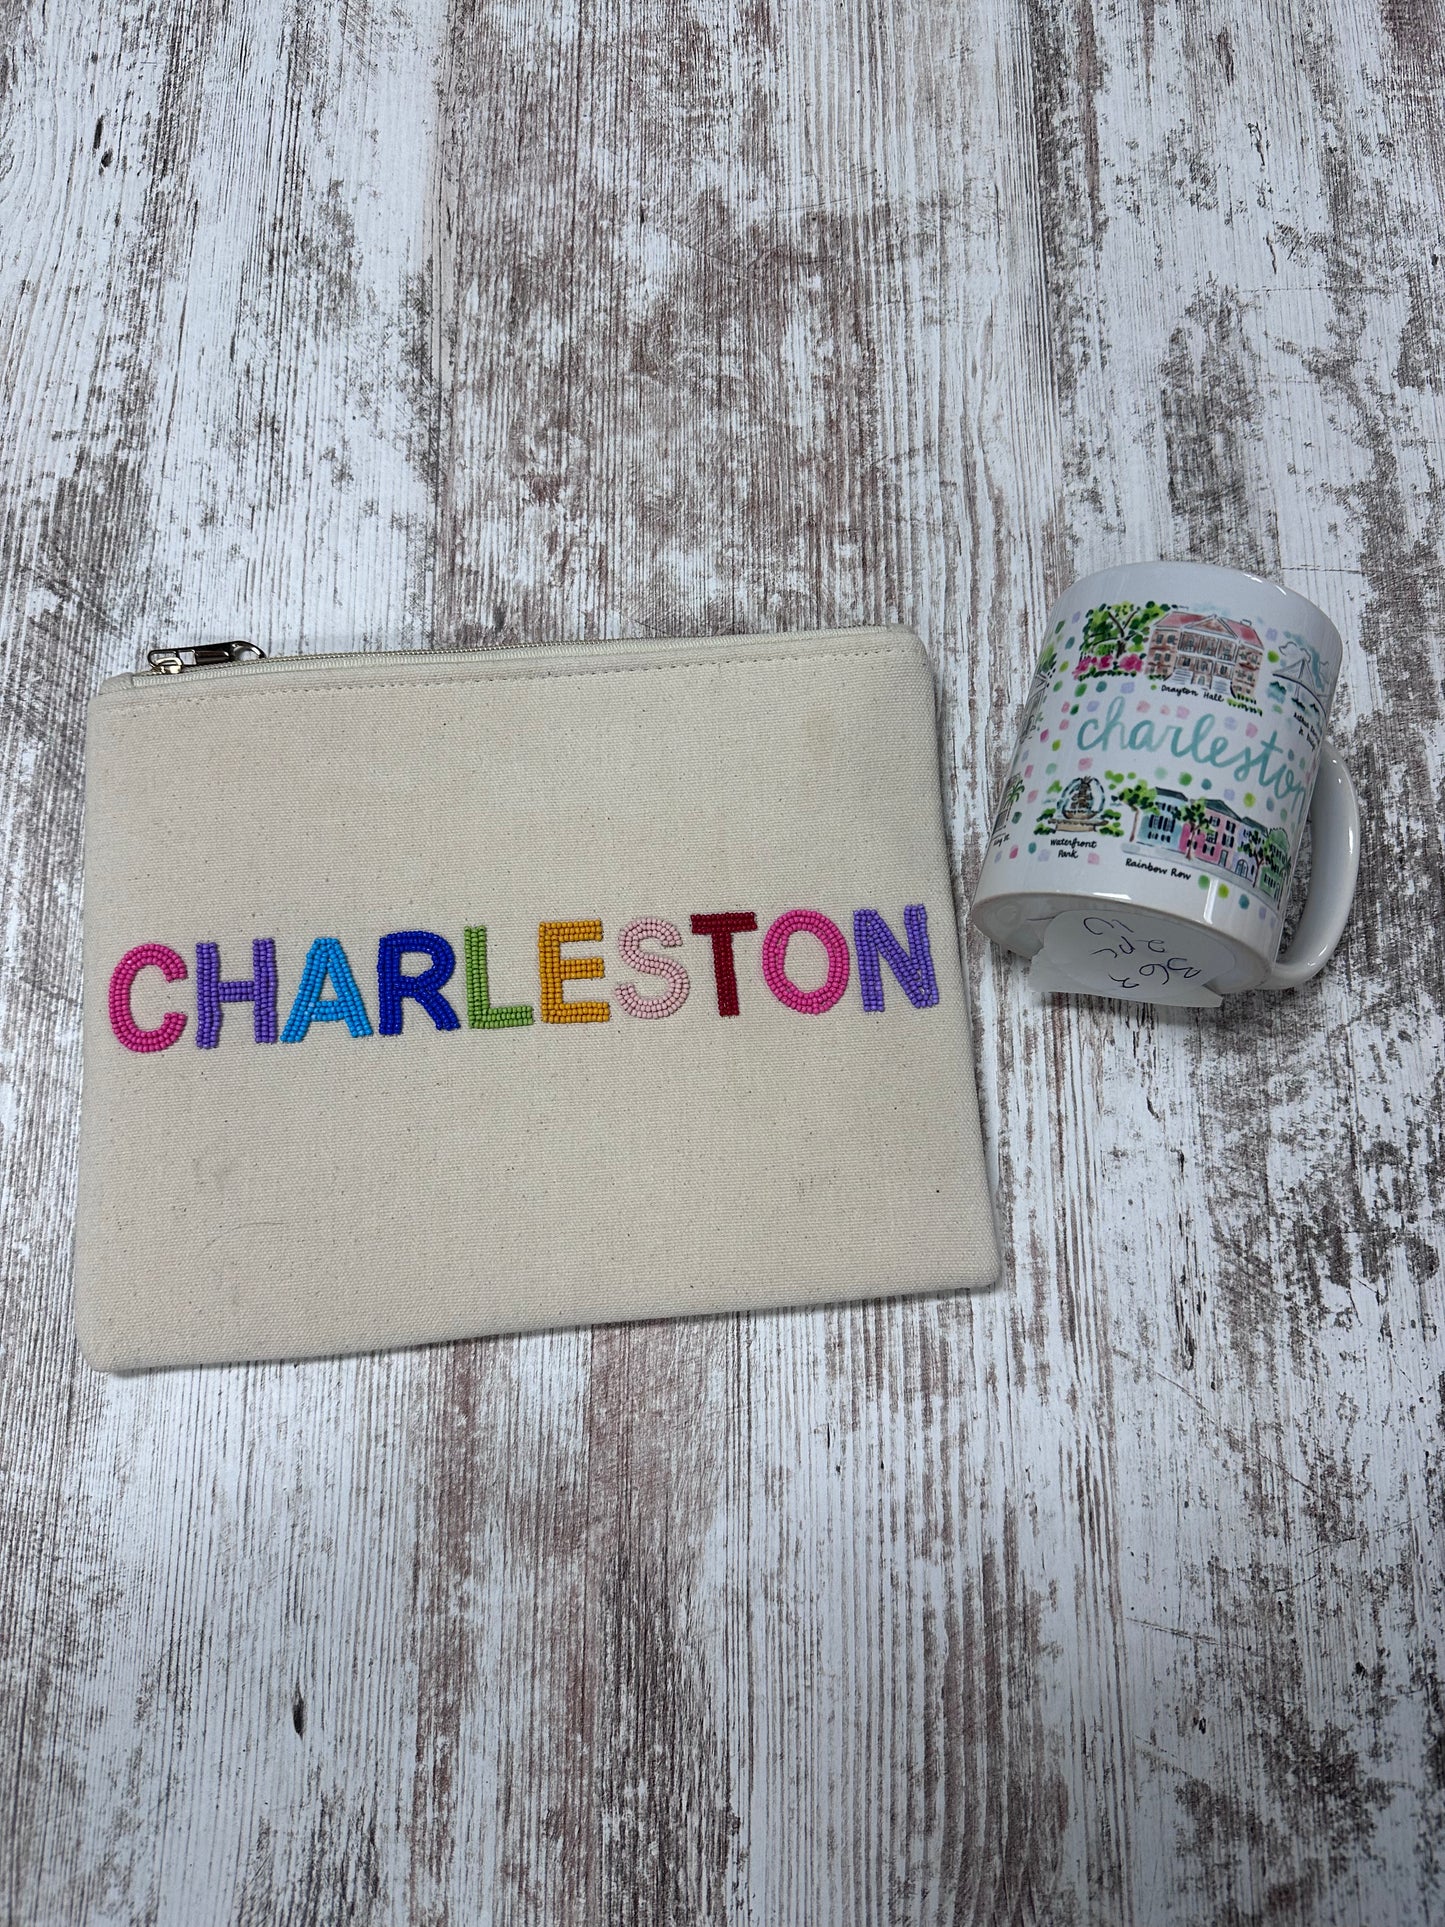 CHARLESTON
Drayton Hall
charleston
Waterfront
Park
Rainbow Row